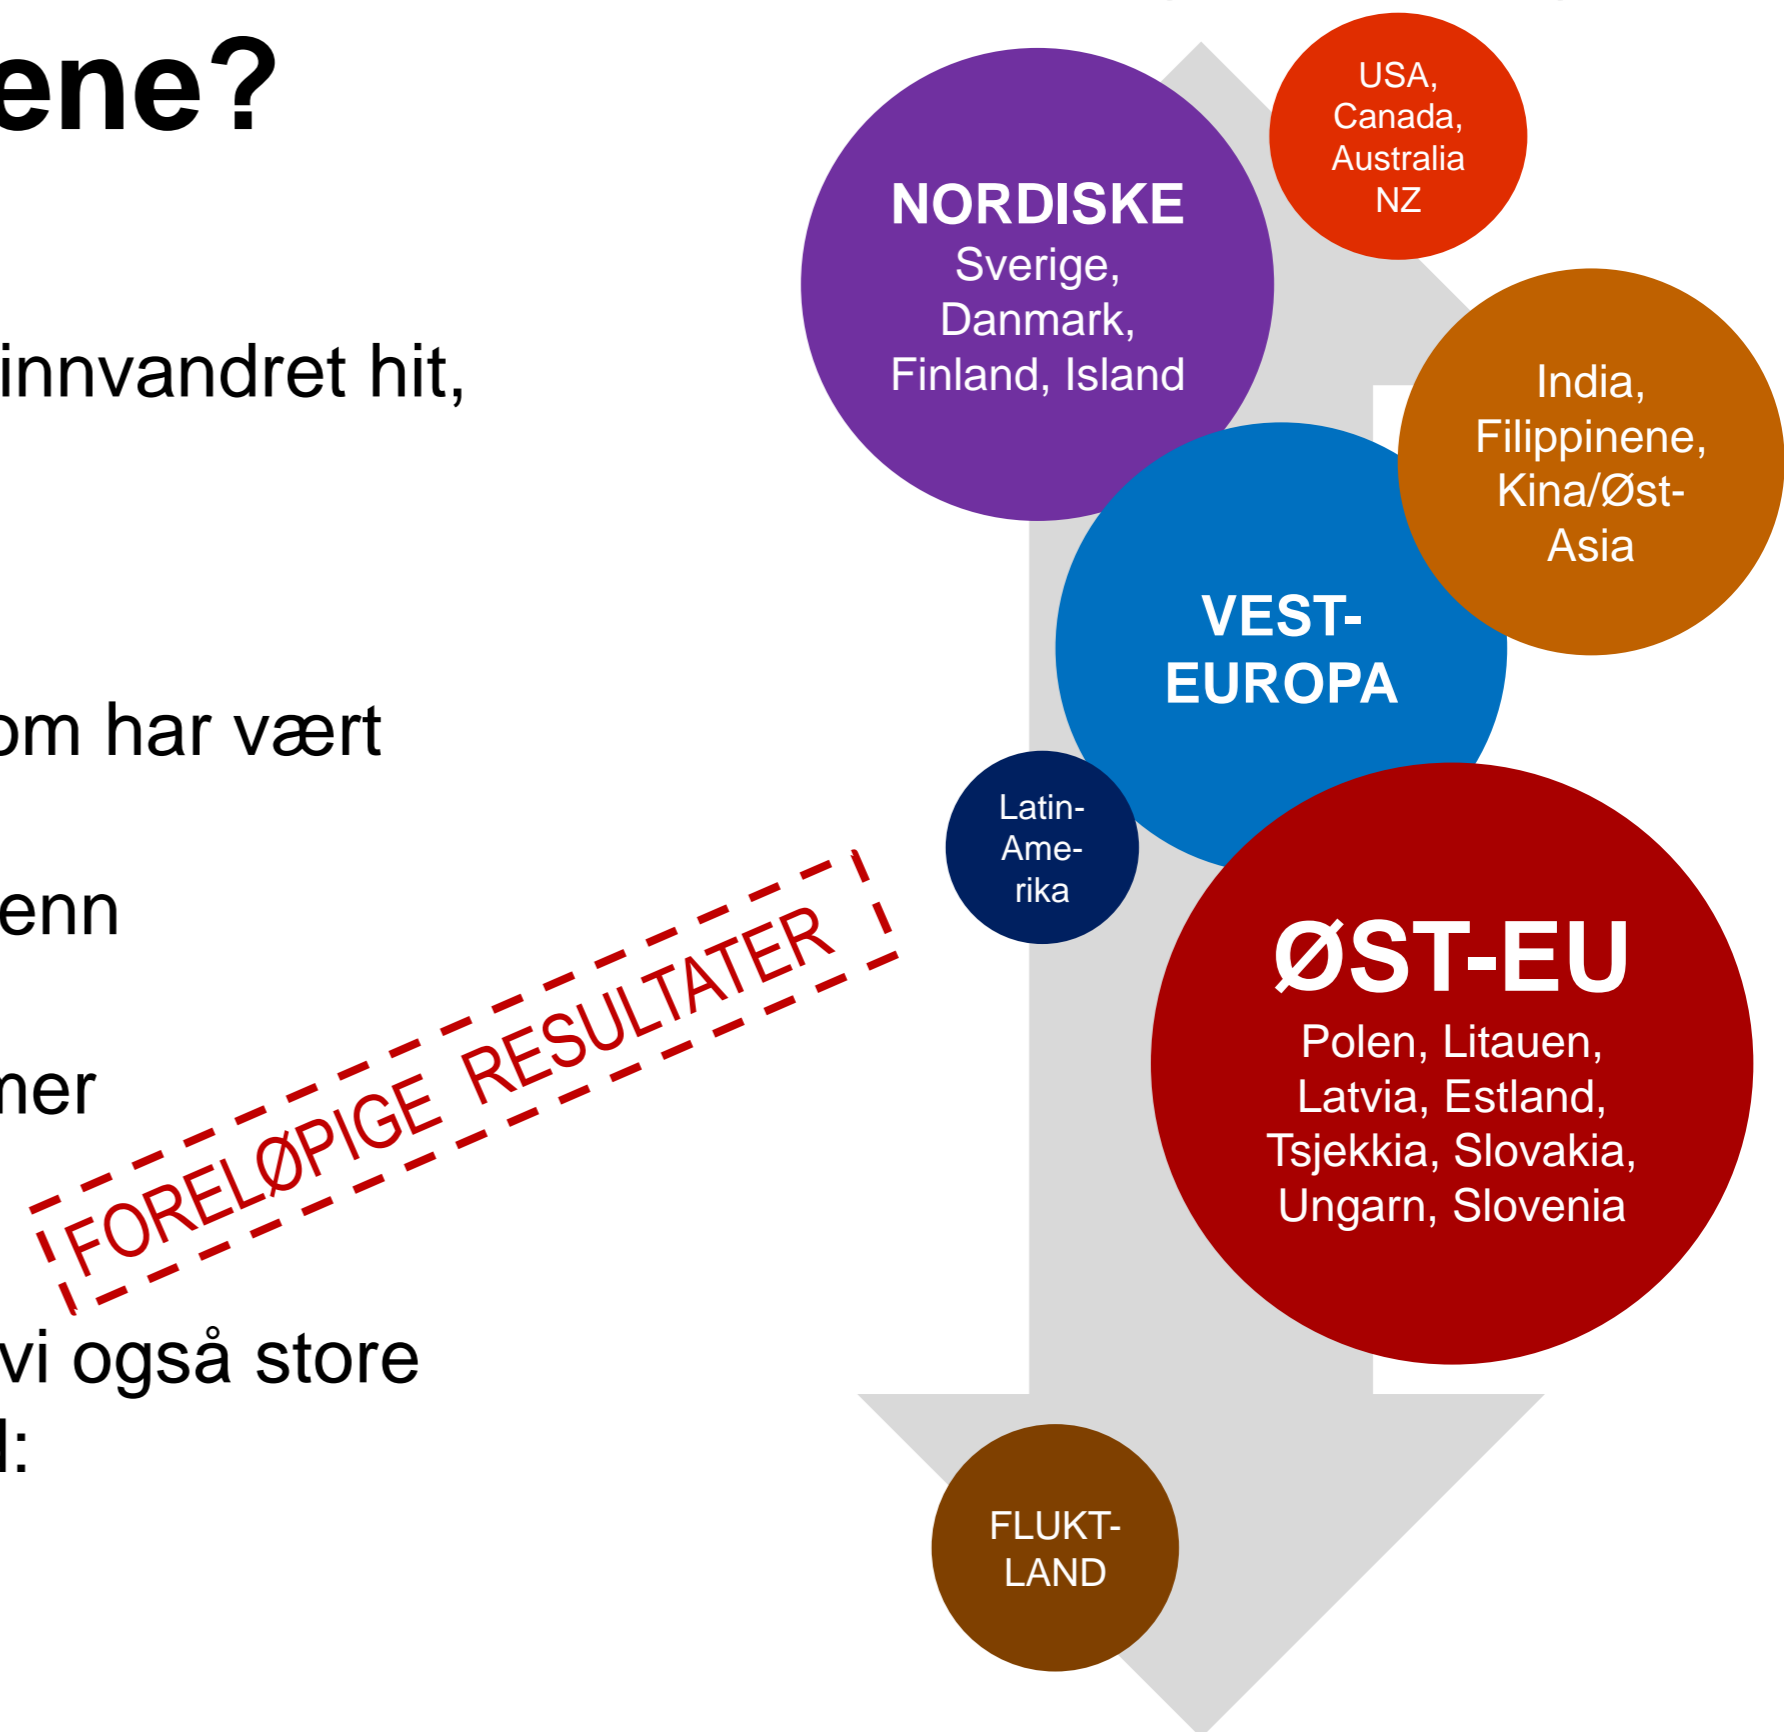 ene?
innvandret hit,
om har vært
enn
mer
FORELØPIGE RESULTATER
vi også store
:
USA,
Canada,
Australia
NZ
NORDISKE
Sverige,
Danmark,
Finland, Island
India,
Filippinene,
Kina/Øst-
Asia
VEST-
EUROPA
Latin-
Ame-
rika
ØST-EU
Polen, Litauen,
Latvia, Estland,
Tsjekkia, Slovakia,
Ungarn, Slovenia
FLUKT-
LAND